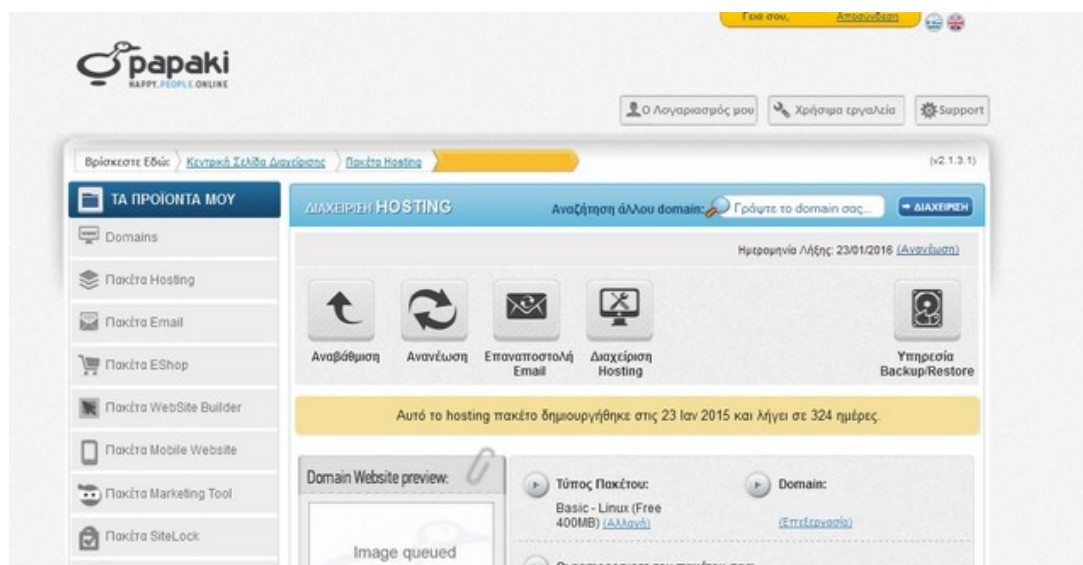 Γειά σου, Αποσύνδεση
papaki
HAPPY.PEOPLE ONLINE
Ο Λογαριασμός μου
Χρήσιμα εργαλεία
Support
Βρίσκεστε Εδώ:
Κεντρική Σελίδα Διαχείρισης
Πακέτα Hosting
(v2.1.3.1)
ΤΑ ΠΡΟΪΟΝΤΑ ΜΟΥ
Domains
Πακέτα Hosting
Πακέτα Email
Πακέτα EShop
Πακέτα WebSite Builder
Πακέτα Mobile Website
Πακέτα Marketing Tool
Πακέτα SiteLock
ΔΙΑΧΕΙΡΙΣΗ HOSTING
Αναζήτηση άλλου domain:
Γράψτε το domain σας...
ΔΙΑΧΕΙΡΙΣΗ
Ημερομηνία Λήξης: 23/01/2016 (Ανανέωση)
Αναβάθμιση
Ανανέωση
Επαναποστολή
Email
Διαχείριση
Hosting
Υπηρεσία
Backup/Restore
Αυτό το hosting πακέτο δημιουργήθηκε στις 23 Ιαν 2015 και λήγει σε 324 ημέρες.
Domain Website preview:
Image queued
Τύπος Πακέτου:
Basic - Linux (Free
400MB) (Αλλαγή)
Domain:
(Επεξεργασία)